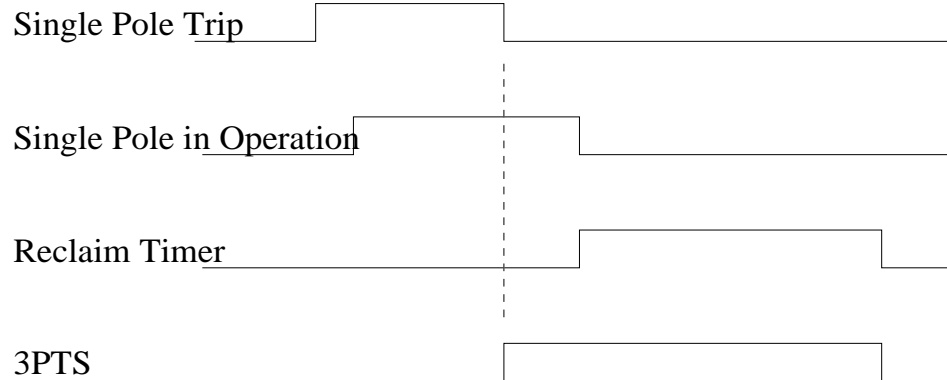 Single Pole Trip
Single Pole in Operation
Reclaim Timer
3PTS